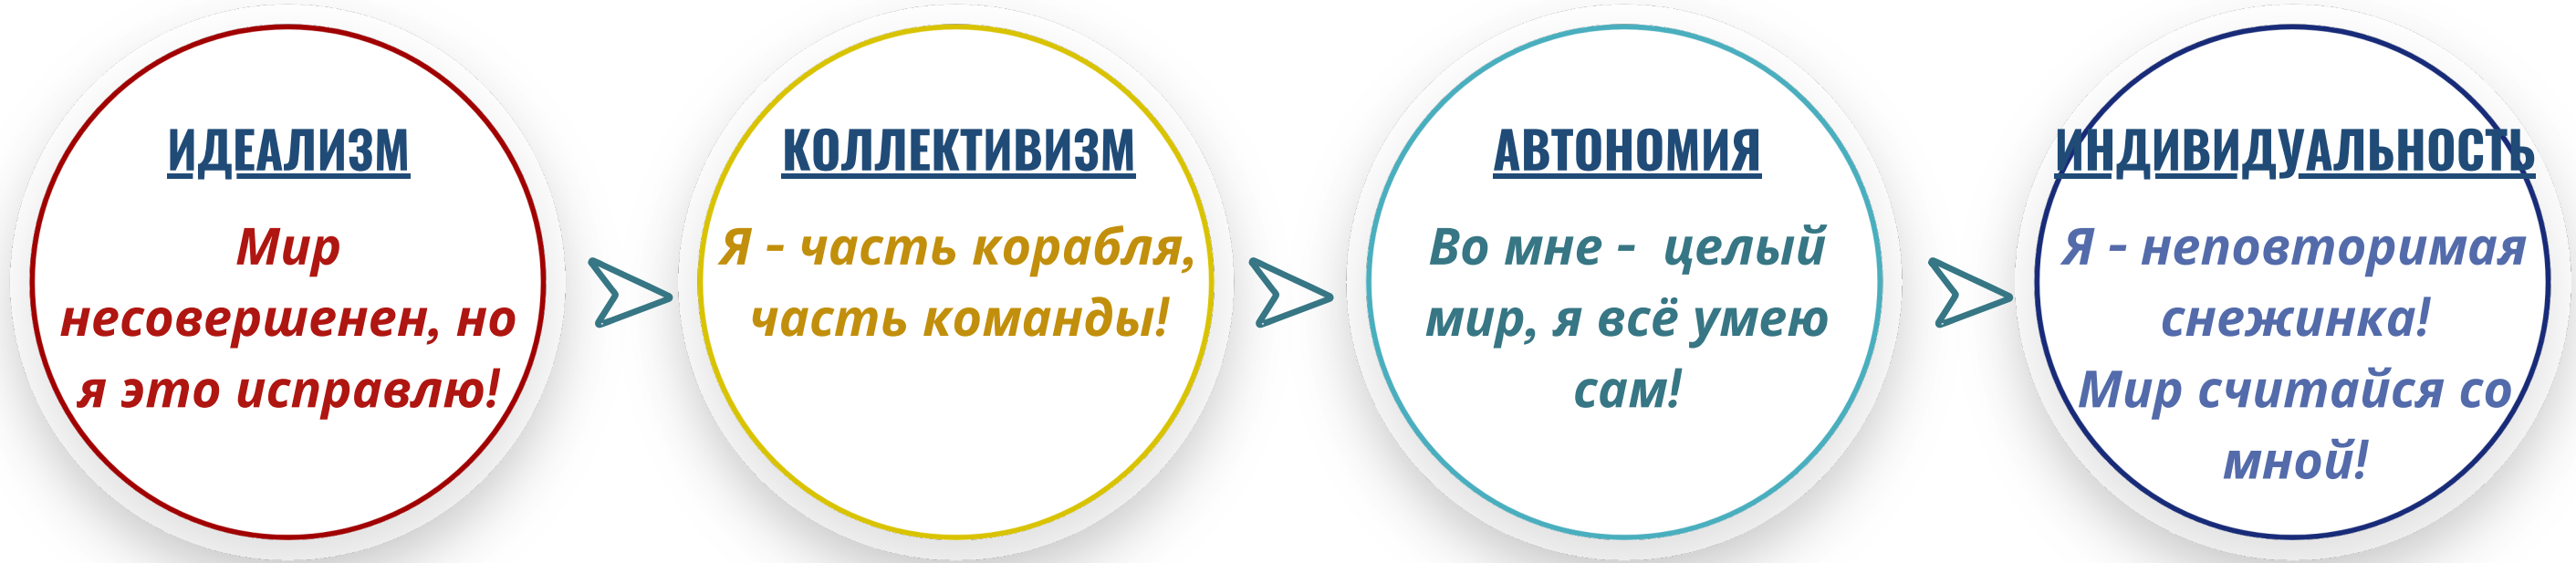 ИДЕАЛИЗМ
Мир
несовершенен, но
я это исправлю!
КОЛЛЕКТИВИЗМ
Я - часть корабля,
часть команды!
АВТОНОМИЯ
Во мне - целый
мир, я всё умею
сам!
ИНДИВИДУАЛЬНОСТЬ
Я - неповторимая
снежинка!
Мир считайся со
мной!